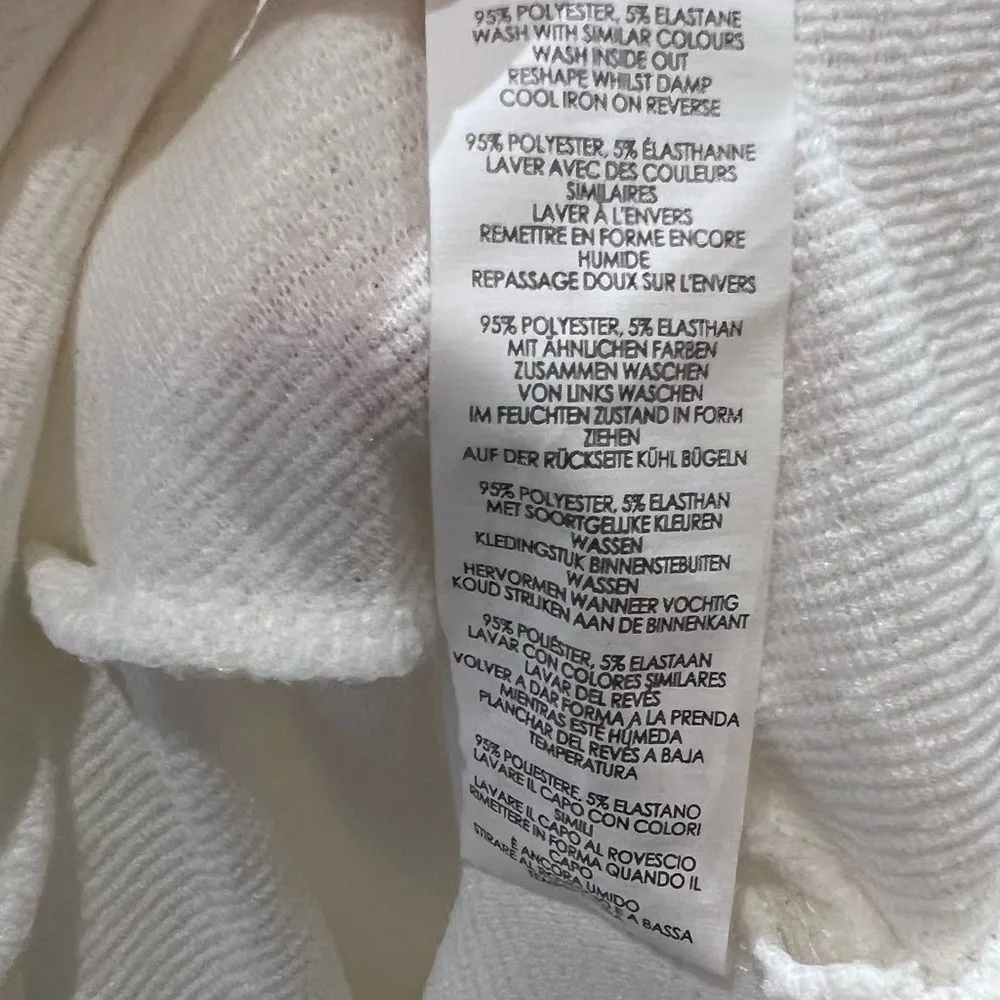 95% POLYESTER, 5% ELASTANE
WASH WITH SIMILAR COLOURS
WASH INSIDE OUT
RESHAPE WHILST DAMP
COOL IRON ON REVERSE
95% POLYESTER, 5% ÉLASTHANNE
LAVER AVEC DES COULEURS
SIMILAIRES
LAVER À L'ENVERS
REMETTRE EN FORME ENCORE
HUMIDE
REPASSAGE DOUX SUR L'ENVERS
95% POLYESTER, 5% ELASTHAN
MIT ÄHNLICHEN FARBEN
ZUSAMMEN WASCHEN
VON LINKS WASCHEN
IM FEUCHTEN ZUSTAND IN FORM
ZIEHEN
AUF DER RÜCKSEITE KÜHL BÜGELN
95% POLYESTER, 5% ELASTHAN
MET SOORTGELIJKE KLEUREN
WASSEN
KLEDINGSTUK BINNENSTEBUITEN
WASSEN
HERVORMEN WANNEER VOCHTIG
KOUD STRIJKEN AAN DE BINNENKANT
95% POLIÉSTER, 5% ELASTAAN
LAVAR CON COLORES SIMILARES
LAVAR DEL REVÉS
VOLVER A DAR FORMA A LA PRENDA
MIENTRAS ESTÉ HÚMEDA
PLANCHAR DEL REVÉS A BAJA
TEMPERATURA
95% POLIESTERE, 5% ELASTANO
LAVARE IL CAPO CON COLORI
SIMILI
LAVARE IL CAPO AL ROVESCIO
RIMETTERE IN FORMA QUANDO IL
CAPO
È ANCORA UMIDO
STIRARE AL
A BASSA